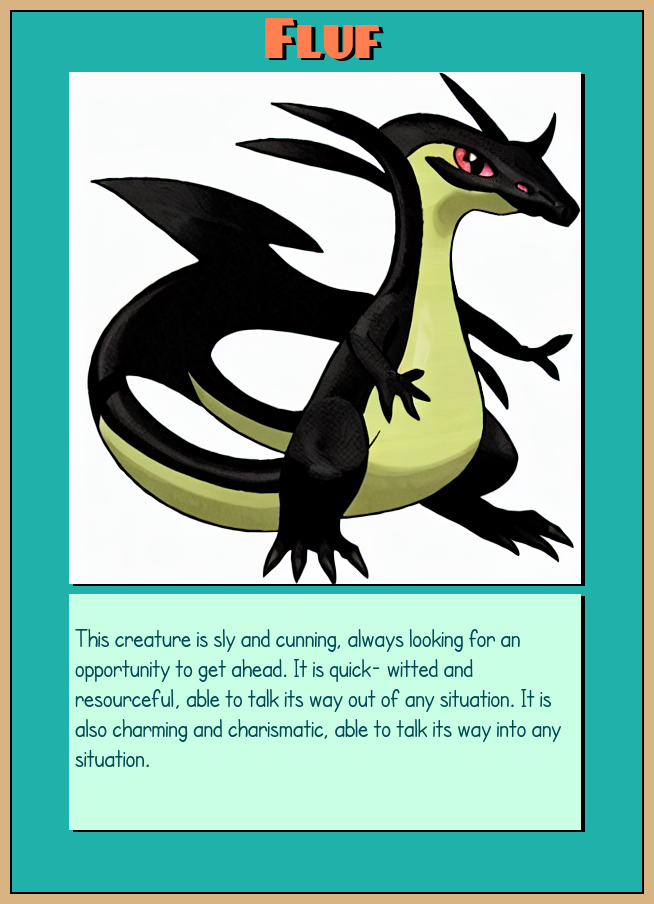 Fluf
This creature is sly and cunning, always looking for an
opportunity to get ahead. It is quick- witted and
resourceful, able to talk its way out of any situation. It is
also charming and charismatic, able to talk its way into any
situation.